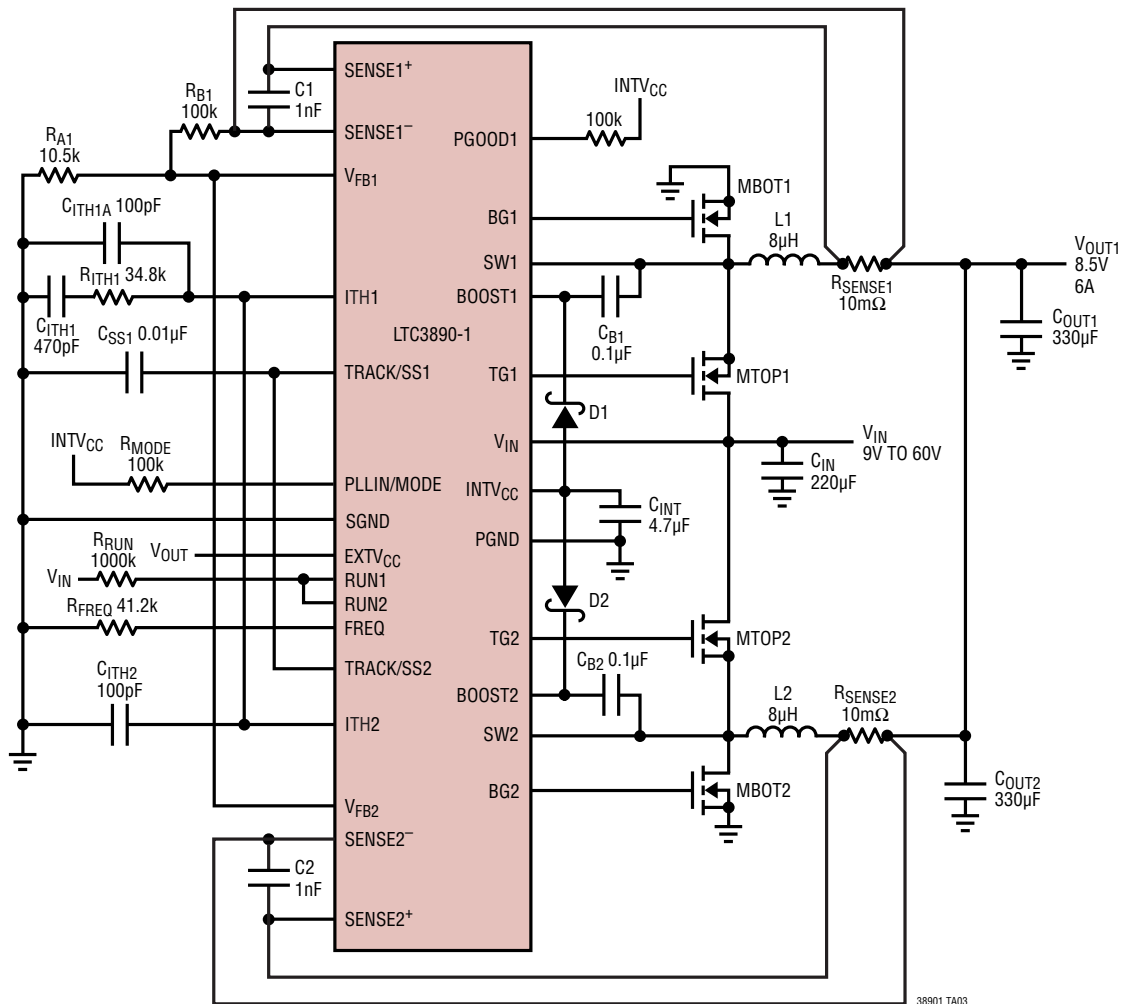 SENSE1+
C1
1nF
SENSE1−
RB1
100k
RA1
10.5k
VFB1
CITH1A 100pF
RITH1 34.8k
ITH1
CITH1
470pF
CSS1 0.01µF
TRACK/SS1
INTVCC
RMODE
100k
PLLIN/MODE
SGND
VOUT
EXTVCC
RRUN
1000k
VIN
RUN1
RUN2
RFREQ 41.2k
FREQ
TRACK/SS2
CITH2
100pF
ITH2
VFB2
SENSE2−
C2
1nF
SENSE2+
LTC3890-1
PGOOD1
100k
INTVCC
BG1
MBOT1
SW1
L1
8µH
RSENSE1
10mΩ
VOUT1
8.5V
6A
COUT1
330µF
BOOST1
CB1
0.1µF
TG1
MTOP1
D1
VIN
VIN
9V TO 60V
CIN
220µF
INTVCC
CINT
4.7µF
PGND
D2
TG2
MTOP2
CB2 0.1µF
BOOST2
SW2
L2
8µH
RSENSE2
10mΩ
BG2
MBOT2
COUT2
330µF
38901 TA03